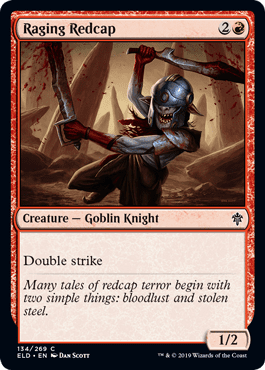 Raging Redcap 2
Creature — Goblin Knight
Double strike
Many tales of redcap terror begin with
two simple things: bloodlust and stolen
steel.
1/2
134/269 C
ELD • EN DAN SCOTT
™ & © 2019 Wizards of the Coast